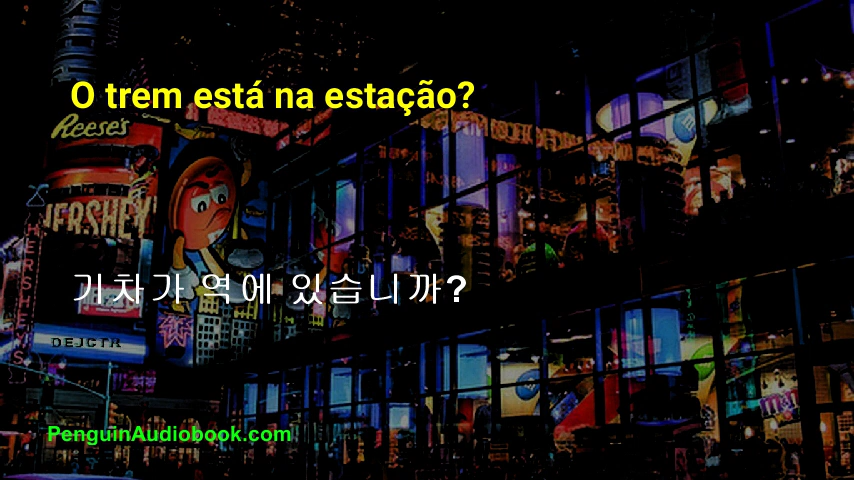 O trem está na estação?
Reese's
HERSHEY'S
HERSHEY'S
기차가 역에 있습니까?
PenguinAudiobook.com